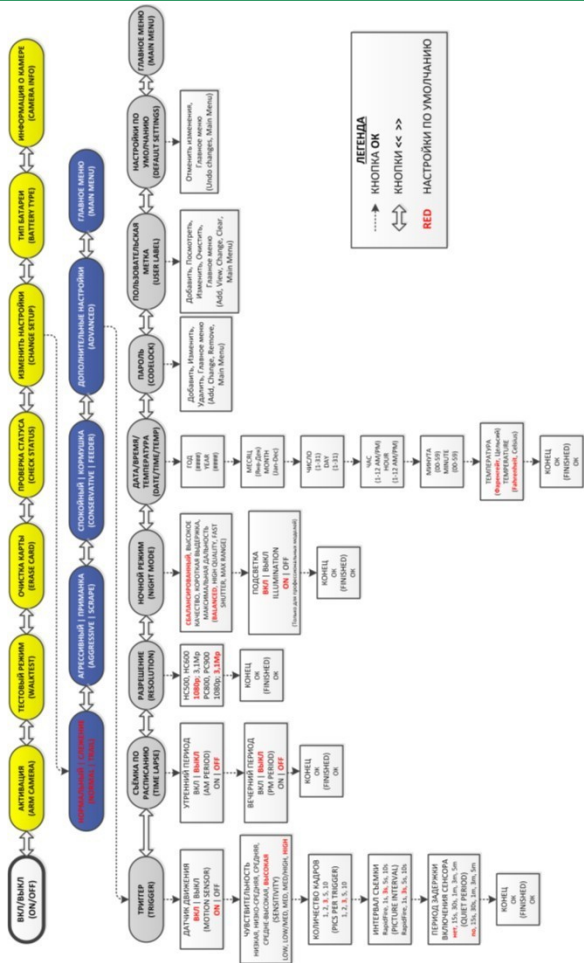 ВКЛ/ВЫКЛ
(ON/OFF)
АКТИВАЦИЯ
(ARM CAMERA)
ТЕСТОВЫЙ РЕЖИМ
(WALKTEST)
ОЧИСТКА КАРТЫ
(ERASE CARD)
ПРОВЕРКА СТАТУСА
(CHECK STATUS)
ИЗМЕНИТЬ НАСТРОЙКИ
(CHANGE SETUP)
ТИП БАТАРЕИ
(BATTERY TYPE)
ИНФОРМАЦИЯ О КАМЕРЕ
(CAMERA INFO)
НОРМАЛЬНЫЙ |
(NORMAL | TRAIL)
АГРЕССИВНЫЙ | ПРИМАНКА
(AGGRESSIVE | SCRAPE)
СПОКОЙНЫЙ | КОРМУШКА
(CONSERVATIVE | FEEDER)
ДОПОЛНИТЕЛЬНЫЕ НАСТРОЙКИ
(ADVANCED)
ГЛАВНОЕ МЕНЮ
(MAIN MENU)
ТРИГГЕР
(TRIGGER)
СЪЁМКА ПО
РАСПИСАНИЮ
(TIME LAPSE)
РАЗРЕШЕНИЕ
(RESOLUTION)
НОЧНОЙ РЕЖИМ
(NIGHT MODE)
ДАТА/ВРЕМЯ/
ТЕМПЕРАТУРА
(DATE/TIME/TEMP)
ПАРОЛЬ
(CODELOCK)
ПОЛЬЗОВАТЕЛЬСКАЯ
МЕТКА
(USER LABEL)
НАСТРОЙКИ ПО
УМОЛЧАНИЮ
(DEFAULT SETTINGS)
ГЛАВНОЕ МЕНЮ
(MAIN MENU)
ДАТЧИК ДВИЖЕНИЯ
ВКЛ | ВЫКЛ
(MOTION SENSOR)
ON | OFF
ЧУВСТВИТЕЛЬНОСТЬ
НИЗКАЯ, НИЗКО-СРЕДНЯЯ, СРЕДНЯЯ,
СРЕДНЕ-ВЫСОКАЯ, ВЫСОКАЯ
(SENSITIVITY)
LOW, LOW/MED, MED, MED/HIGH, HIGH
КОЛИЧЕСТВО КАДРОВ
1, 2, 3, 5, 10
(PICS PER TRIGGER)
1, 2, 3, 5, 10
ИНТЕРВАЛ СЪЕМКИ
RapidFire, 1s, 3s, 5s, 10s
(PICTURE INTERVAL)
RapidFire, 1s, 3s, 5s, 10s
ПЕРИОД ЗАДЕРЖКИ
ВКЛЮЧЕНИЯ СЕНСОРА
нет, 15s, 30s, 1m, 3m, 5m
(QUIET PERIOD)
no, 15s, 30s, 1m, 3m, 5m
КОНЕЦ
ОК
(FINISHED)
OK
УТРЕННИЙ ПЕРИОД
ВКЛ | ВЫКЛ
(AM PERIOD)
ON | OFF
ВЕЧЕРНИЙ ПЕРИОД
ВКЛ | ВЫКЛ
(PM PERIOD)
ON | OFF
КОНЕЦ
ОК
(FINISHED)
OK
HC500, HC600
1080p; 3,1Mp
PC800, PC900
1080p; 3,1Mp
КОНЕЦ
ОК
(FINISHED)
OK
СБАЛАНСИРОВАННЫЙ, ВЫСОКОЕ
КАЧЕСТВО, КОРОТКАЯ ВЫДЕРЖКА,
МАКСИМАЛЬНАЯ ДАЛЬНОСТЬ
(BALANCED, HIGH QUALITY, FAST
SHUTTER, MAX RANGE)
ПОДСВЕТКА
ВКЛ | ВЫКЛ
ILLUMINATION
ON | OFF
(Только для профессиональных моделей)
КОНЕЦ
ОК
(FINISHED)
OK
ГОД
(####)
YEAR
(####)
МЕСЯЦ
(Янв-Дек)
MONTH
(Jan-Dec)
ЧИСЛО
(1-31)
DAY
(1-31)
ЧАС
(1-12 AM/PM)
HOUR
(1-12 AM/PM)
МИНУТА
(00-59)
MINUTE
(00-59)
ТЕМПЕРАТУРА
(Фаренгейт, Цельсий)
TEMPERATURE
(Fahrenheit, Celsius)
КОНЕЦ
ОК
(FINISHED)
OK
Добавить, Изменить,
Удалить, Главное меню
(Add, Change, Remove,
Main Menu)
Добавить, Посмотреть,
Изменить, Очистить,
Главное меню
(Add, View, Change, Clear,
Main Menu)
Отменить изменения,
Главное меню
(Undo changes, Main Menu)
ЛЕГЕНДА
КНОПКА OK
КНОПКИ << >>
RED НАСТРОЙКИ ПО УМОЛЧАНИЮ